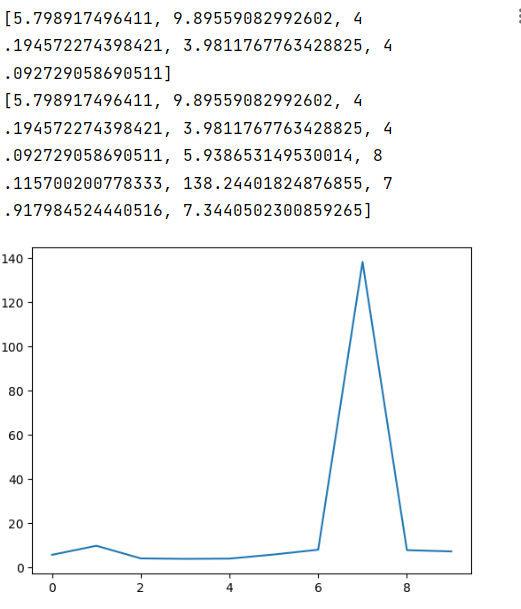 [5.798917496411, 9.89559082992602, 4
.194572274398421, 3.9811767763428825, 4
.092729058690511]
[5.798917496411, 9.89559082992602, 4
.194572274398421, 3.9811767763428825, 4
.092729058690511, 5.938653149530014, 8
.115700200778333, 138.24401824876855, 7
.917984524440516, 7.3440502300859265]
140
120
100
80
60
40
20
0
0 2 4 6 8